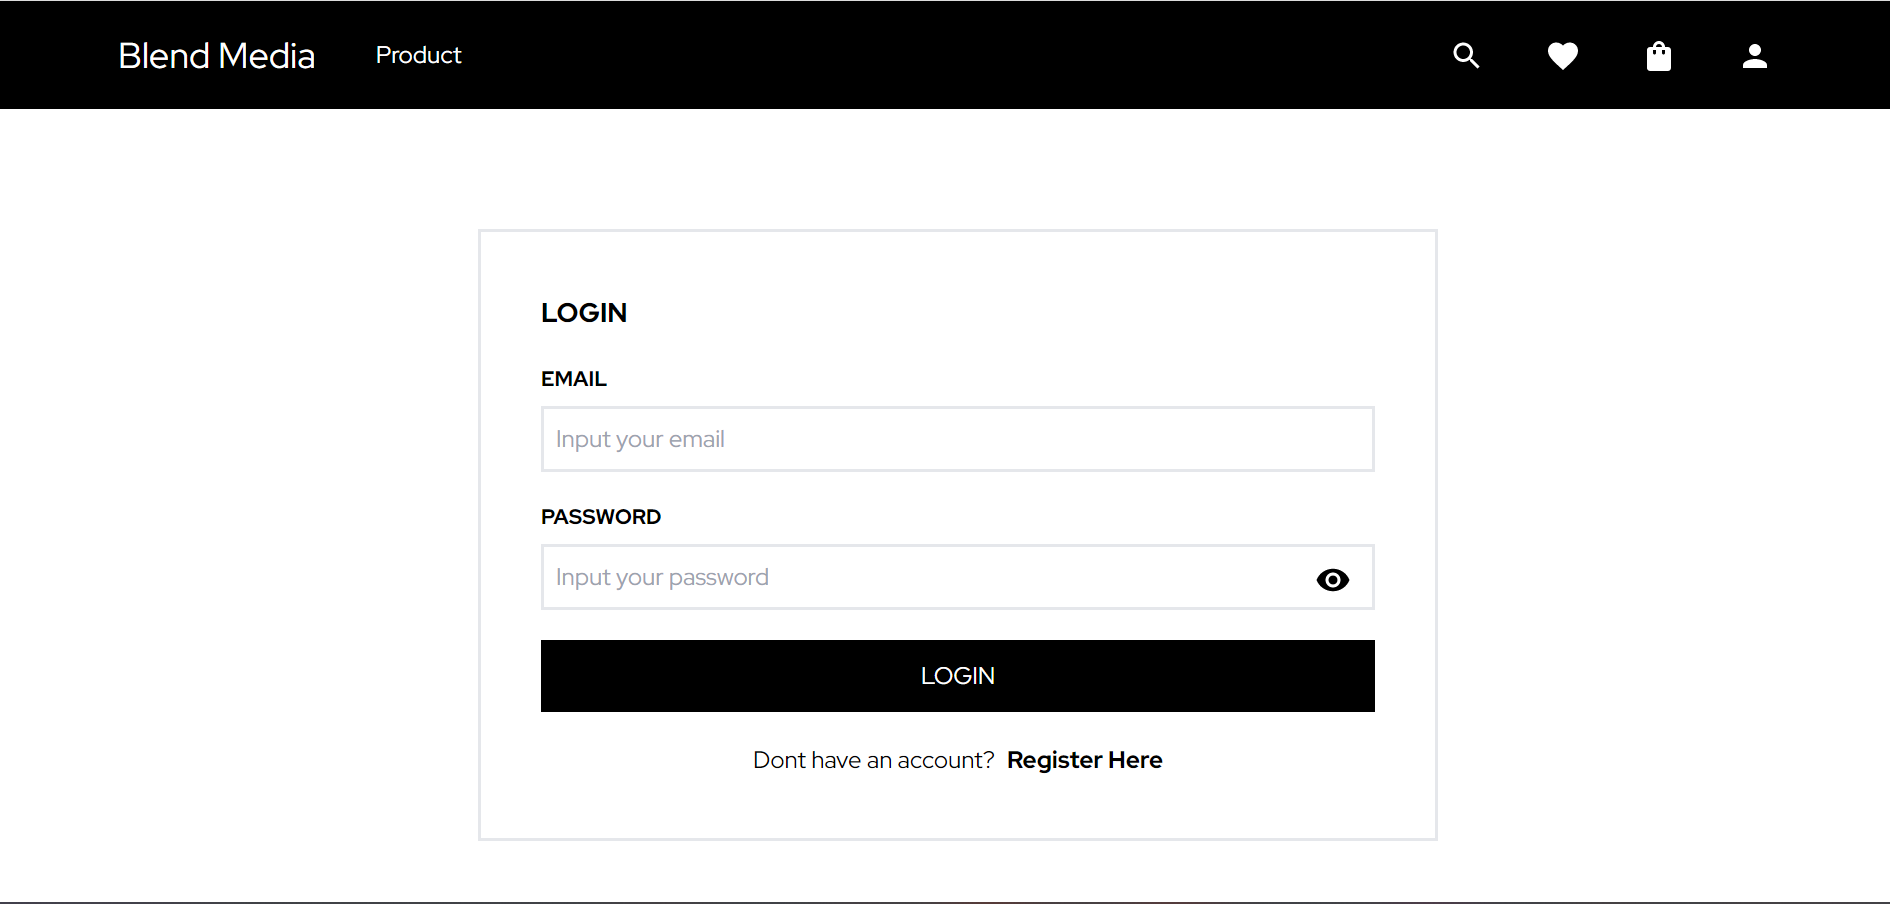 Blend Media
Product
LOGIN
EMAIL
Input your email
PASSWORD
Input your password
LOGIN
Dont have an account? Register Here